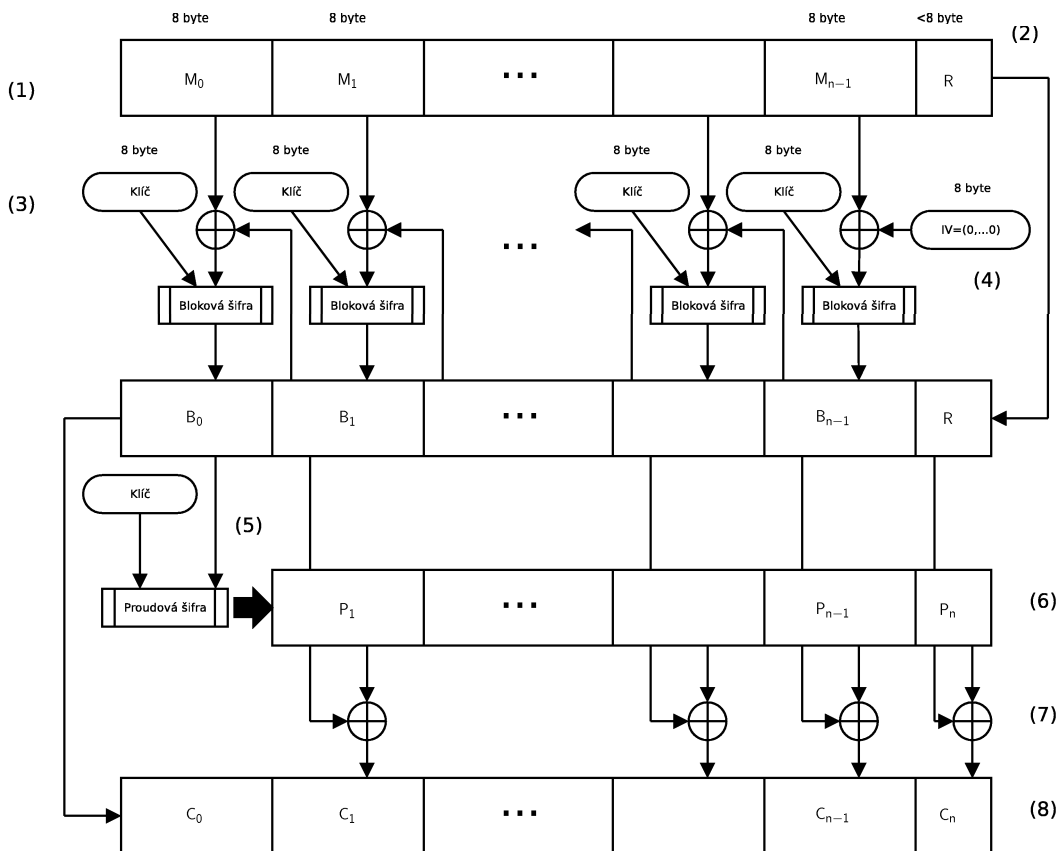 8 byte 8 byte 8 byte <8 byte
(2)
M0 M1 ... Mn−1 R
(1)
8 byte 8 byte 8 byte 8 byte
Klíč Klíč Klíč Klíč
8 byte
(3)
IV=(0,...0)
...
(4)
Bloková šifra Bloková šifra Bloková šifra Bloková šifra
B0 B1 ... Bn−1 R
Klíč
(5)
Proudová šifra P1 ... Pn−1 Pn (6)
(7)
C0 C1 ... Cn−1 Cn (8)